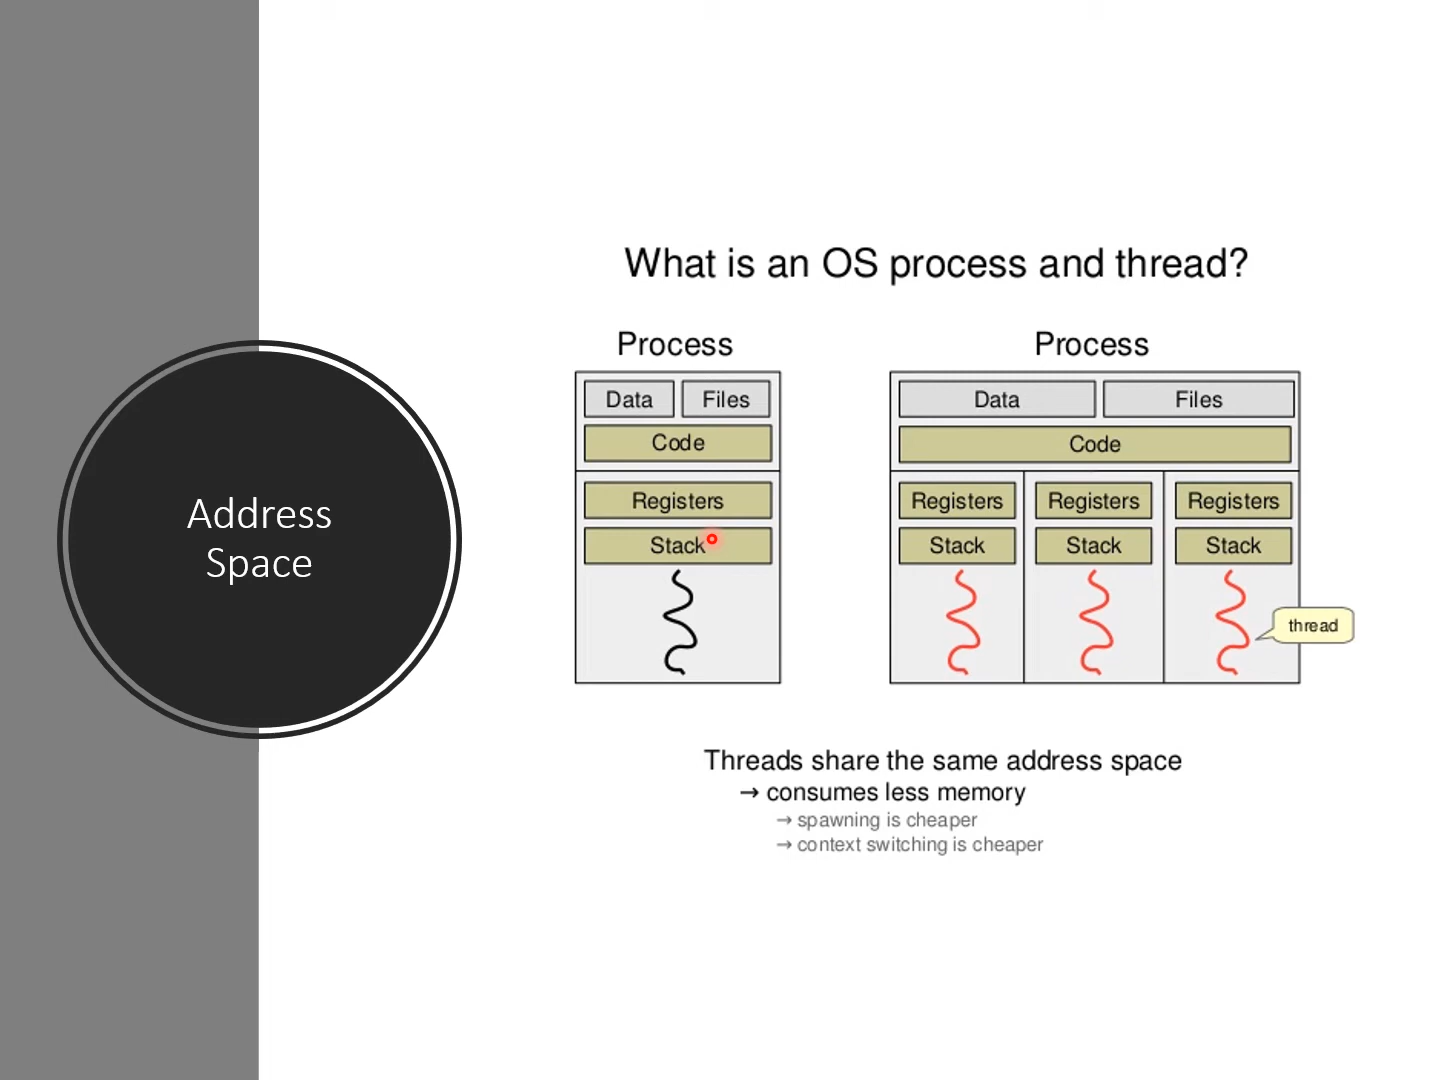 Address
Space
What is an OS process and thread?
Process
Data Files
Code
Registers
Stack
Process
Data Files
Code
Registers Registers Registers
Stack Stack Stack
thread
Threads share the same address space
→ consumes less memory
→ spawning is cheaper
→ context switching is cheaper